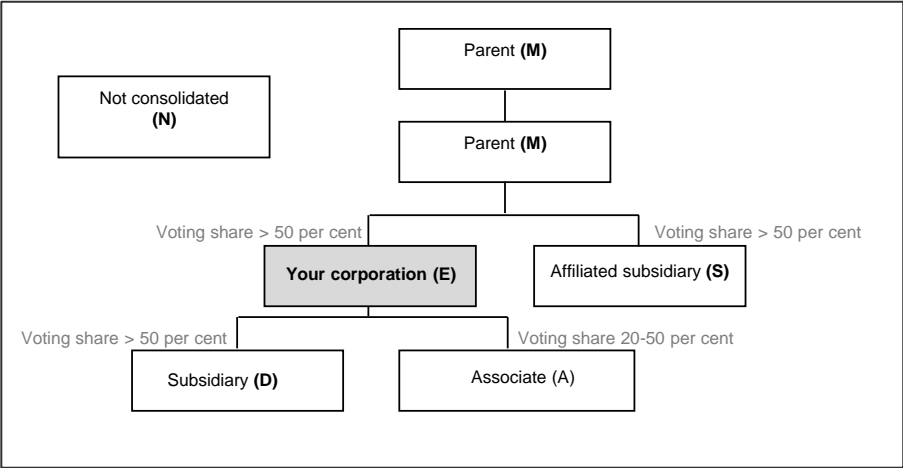 Parent (M)
Not consolidated
(N)
Parent (M)
Voting share > 50 per cent
Voting share > 50 per cent
Your corporation (E)
Affiliated subsidiary (S)
Voting share > 50 per cent
Voting share 20-50 per cent
Subsidiary (D)
Associate (A)